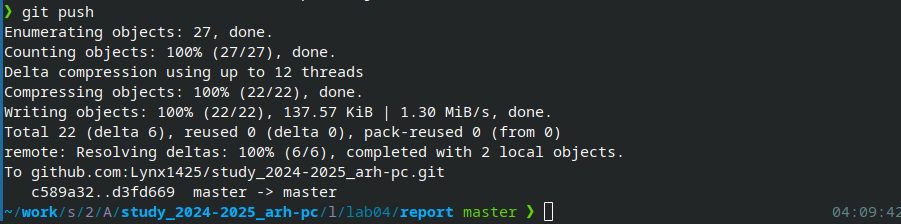 ❯ git push
Enumerating objects: 27, done.
Counting objects: 100% (27/27), done.
Delta compression using up to 12 threads
Compressing objects: 100% (22/22), done.
Writing objects: 100% (22/22), 137.57 KiB | 1.30 MiB/s, done.
Total 22 (delta 6), reused 0 (delta 0), pack-reused 0 (from 0)
remote: Resolving deltas: 100% (6/6), completed with 2 local objects.
To github.com:Lynx1425/study_2024-2025_arh-pc.git
   c589a32..d3fd669  master -> master
~/work/s/2/A/study_2024-2025_arh-pc/l/lab04/report master ❯ 04:09:42